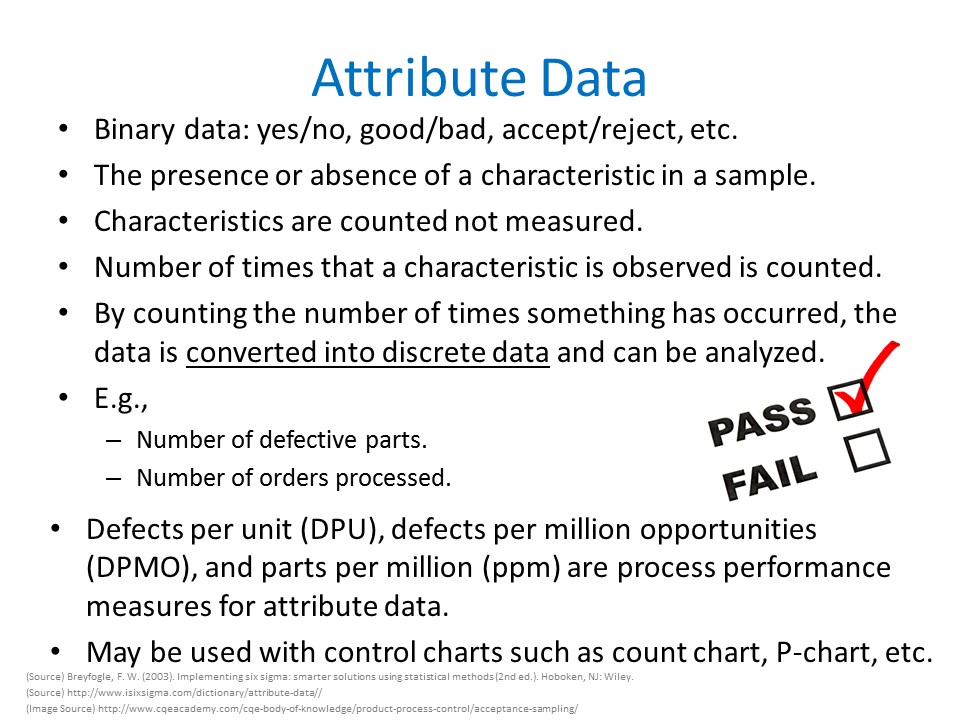 Attribute Data
• Binary data: yes/no, good/bad, accept/reject, etc.
• The presence or absence of a characteristic in a sample.
• Characteristics are counted not measured.
• Number of times that a characteristic is observed is counted.
• By counting the number of times something has occurred, the
data is converted into discrete data and can be analyzed.
• E.g.,
– Number of defective parts.
– Number of orders processed.
PASS
FAIL
• Defects per unit (DPU), defects per million opportunities
(DPMO), and parts per million (ppm) are process performance
measures for attribute data.
• May be used with control charts such as count chart, P-chart, etc.
(Source) Breyfogle, F. W. (2003). Implementing six sigma: smarter solutions using statistical methods (2nd ed.). Hoboken, NJ: Wiley.
(Source) http://www.isixsigma.com/dictionary/attribute-data//
(Image Source) http://www.cqeacademy.com/cqe-body-of-knowledge/product-process-control/acceptance-sampling/